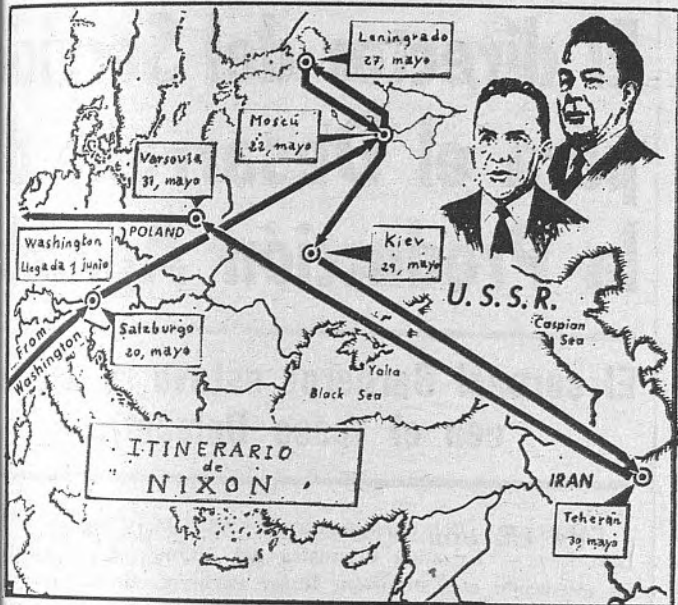 Leningrado
27, mayo
Moscú
22, mayo
Varsovia
31, mayo
POLAND
Washington
llegada 1 junio
Kiev
29, mayo
U.S.S.R.
Caspian
Sea
Salzburgo
20, mayo
From
Washington
Yalta
Black Sea
ITINERARIO
de
NIXON
IRAN
Teherán
30, mayo